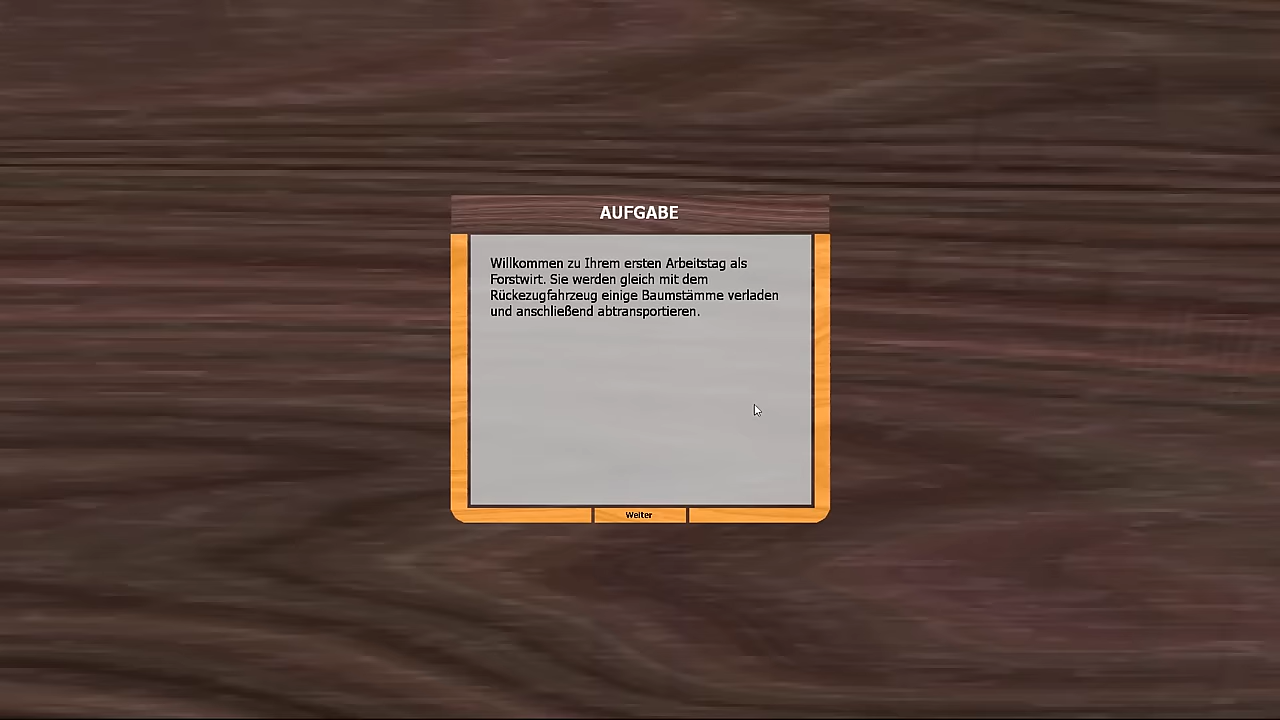 AUFGABE
Willkommen zu Ihrem ersten Arbeitstag als
Forstwirt. Sie werden gleich mit dem
Rückezugfahrzeug einige Baumstämme verladen
und anschließend abtransportieren.
Weiter